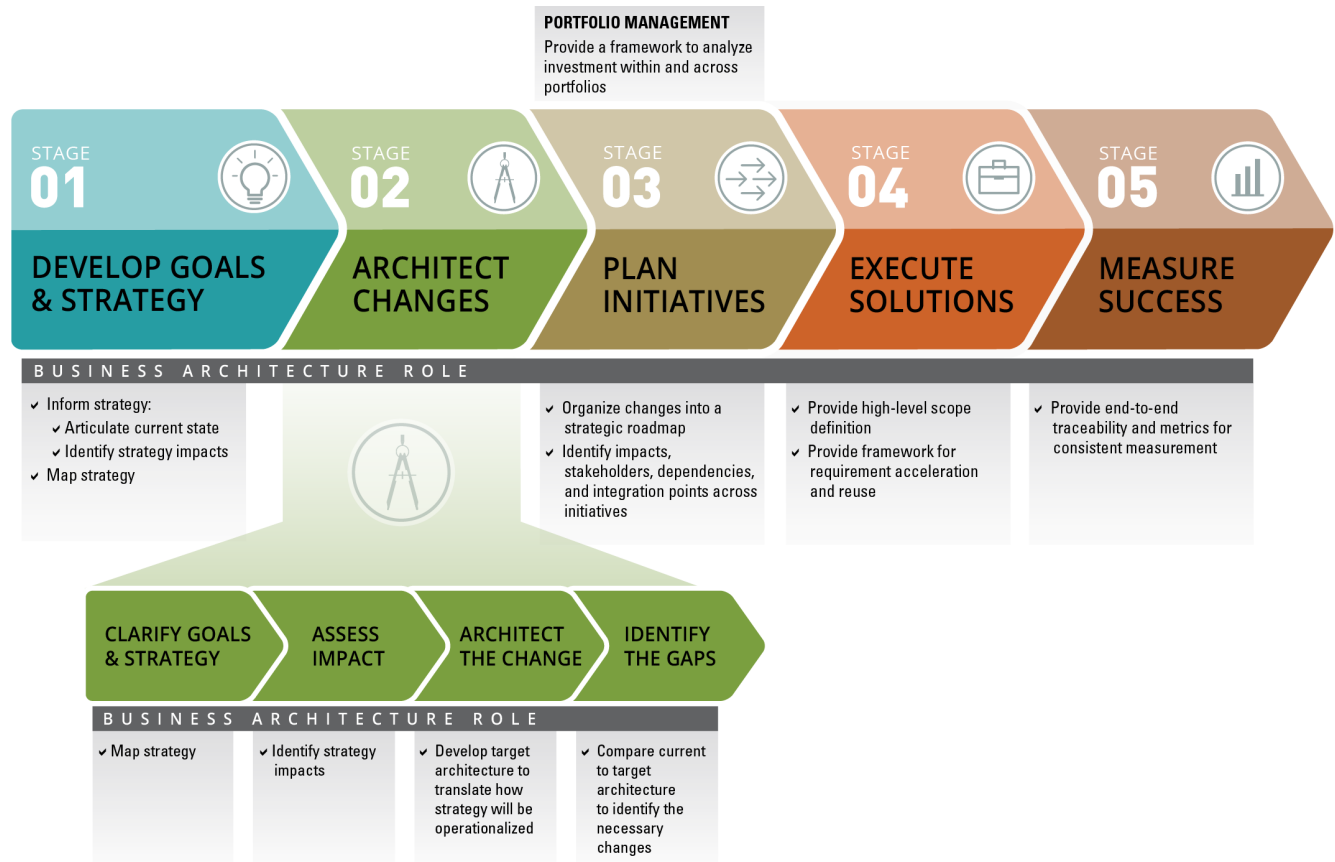 PORTFOLIO MANAGEMENT
Provide a framework to analyze
investment within and across
portfolios
STAGE
01
DEVELOP GOALS
& STRATEGY
STAGE
02
ARCHITECT
CHANGES
STAGE
03
PLAN
INITIATIVES
STAGE
04
EXECUTE
SOLUTIONS
STAGE
05
MEASURE
SUCCESS
BUSINESS ARCHITECTURE ROLE
✓ Inform strategy:
✓ Articulate current state
✓ Identify strategy impacts
✓ Map strategy
✓ Organize changes into a
strategic roadmap
✓ Identify impacts,
stakeholders, dependencies,
and integration points across
initiatives
✓ Provide high-level scope
definition
✓ Provide framework for
requirement acceleration
and reuse
✓ Provide end-to-end
traceability and metrics for
consistent measurement
CLARIFY GOALS
& STRATEGY
ASSESS
IMPACT
ARCHITECT
THE CHANGE
IDENTIFY
THE GAPS
BUSINESS ARCHITECTURE ROLE
✓ Map strategy
✓ Identify strategy
impacts
✓ Develop target
architecture to
translate how
strategy will be
operationalized
✓ Compare current
to target
architecture
to identify the
necessary
changes